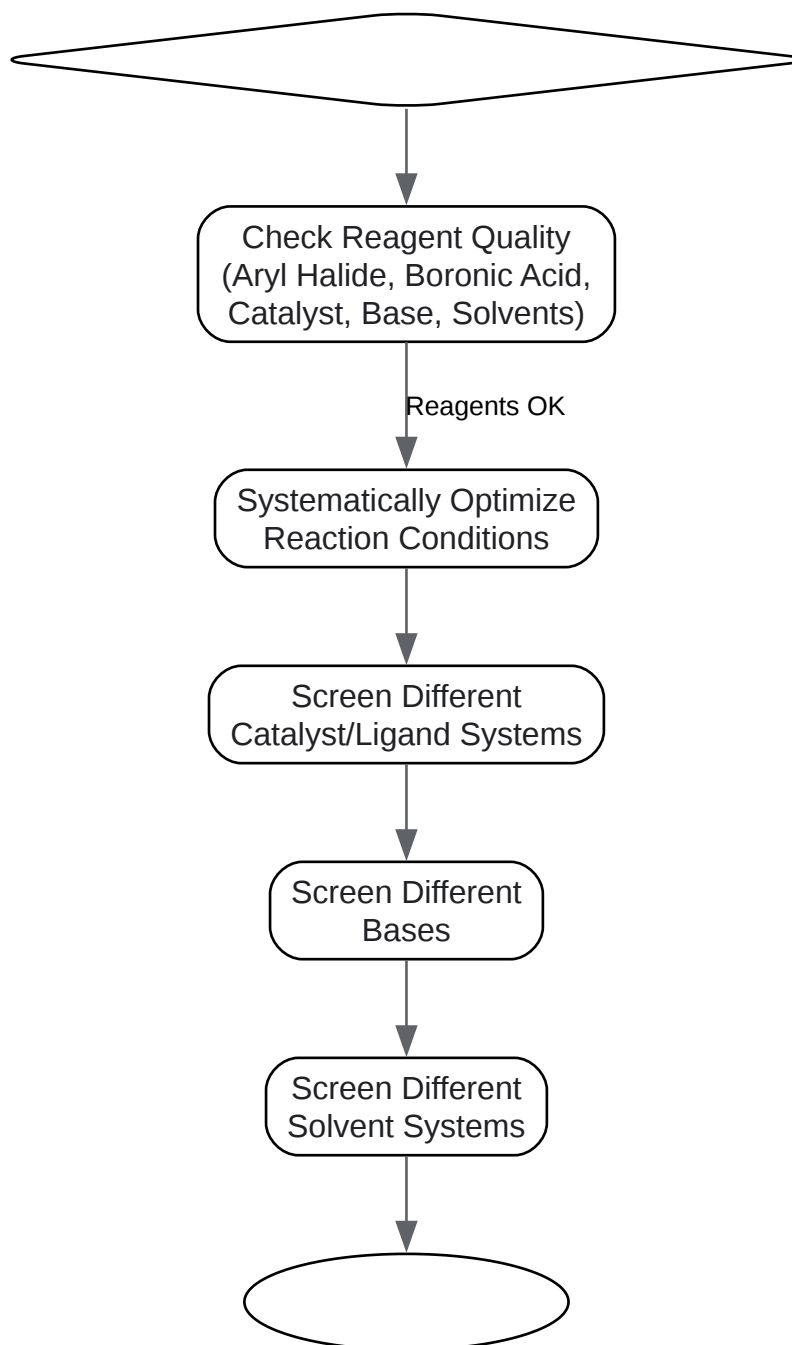 Check Reagent Quality
(Aryl Halide, Boronic Acid,
Catalyst, Base, Solvents)
Reagents OK
Systematically Optimize
Reaction Conditions
Screen Different
Catalyst/Ligand Systems
Screen Different
Bases
Screen Different
Solvent Systems